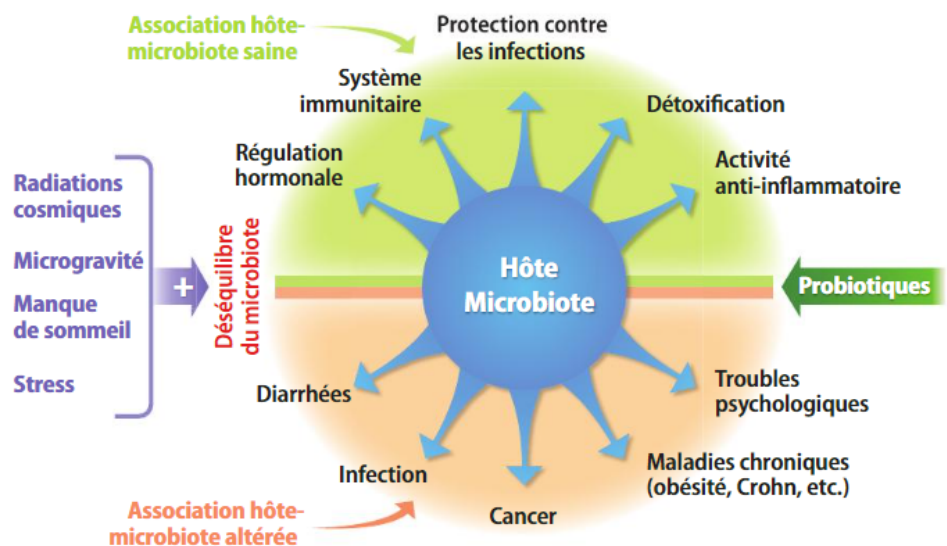 Association hôte-
microbiote saine
Protection contre
les infections
Système
immunitaire
Détoxification
Régulation
hormonale
Activité
anti-inflammatoire
Radiations
cosmiques
Microgravité
Manque
de sommeil
Stress
+
Déséquilibre
du microbiote
Hôte
Microbiote
Probiotiques
Diarrhées
Troubles
psychologiques
Infection
Maladies chroniques
(obésité, Crohn, etc.)
Cancer
Association hôte-
microbiote altérée